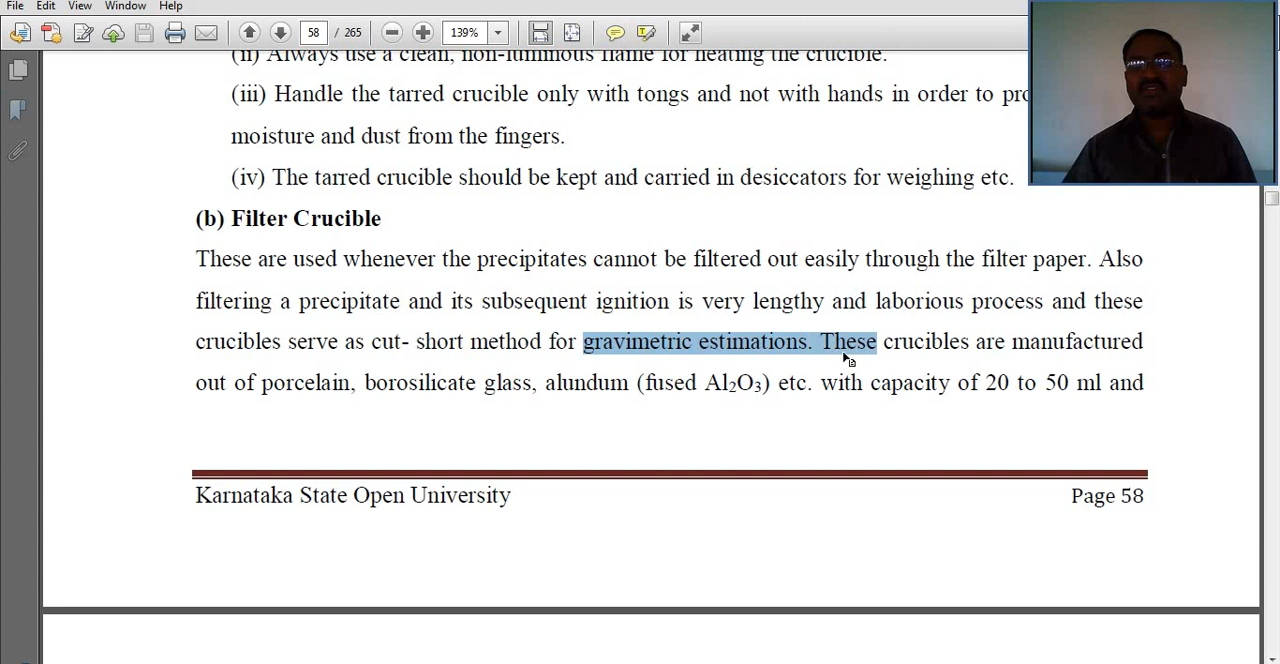 File Edit View Window Help
58 / 265 139%
(ii) Always use a clean, non-luminous flame for heating the crucible.
(iii) Handle the tarred crucible only with tongs and not with hands in order to
moisture and dust from the fingers.
(iv) The tarred crucible should be kept and carried in desiccators for weighing etc.
(b) Filter Crucible
These are used whenever the precipitates cannot be filtered out easily through the filter paper. Also
filtering a precipitate and its subsequent ignition is very lengthy and laborious process and these
crucibles serve as cut- short method for gravimetric estimations. These crucibles are manufactured
out of porcelain, borosilicate glass, alundum (fused Al₂O₃) etc. with capacity of 20 to 50 ml and
Karnataka State Open University Page 58